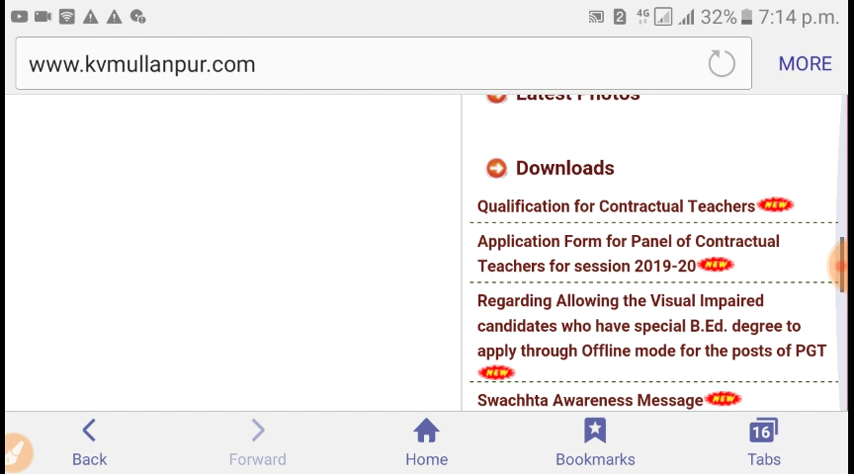 2 4G 32% 7:14 p.m.
www.kvmullanpur.com MORE
Latest Photos
Downloads
Qualification for Contractual Teachers NEW
Application Form for Panel of Contractual
Teachers for session 2019-20 NEW
Regarding Allowing the Visual Impaired
candidates who have special B.Ed. degree to
apply through Offline mode for the posts of PGT
NEW
Swachhta Awareness Message NEW
16
Back Forward Home Bookmarks Tabs